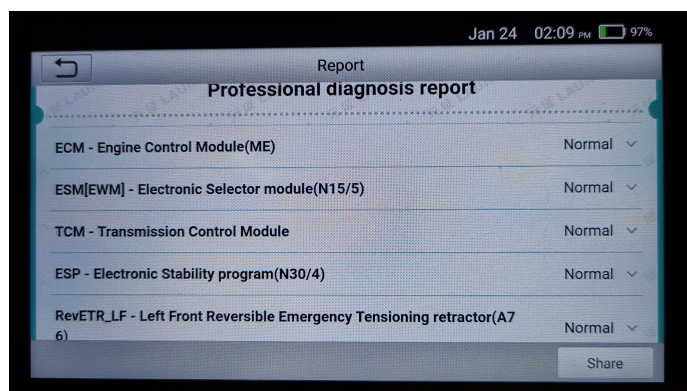 Jan 24 02:09 PM 97%
Report
Professional diagnosis report
ECM - Engine Control Module(ME) Normal
ESM[EWM] - Electronic Selector module(N15/5) Normal
TCM - Transmission Control Module Normal
ESP - Electronic Stability program(N30/4) Normal
RevETR_LF - Left Front Reversible Emergency Tensioning retractor(A7
6) Normal
Share